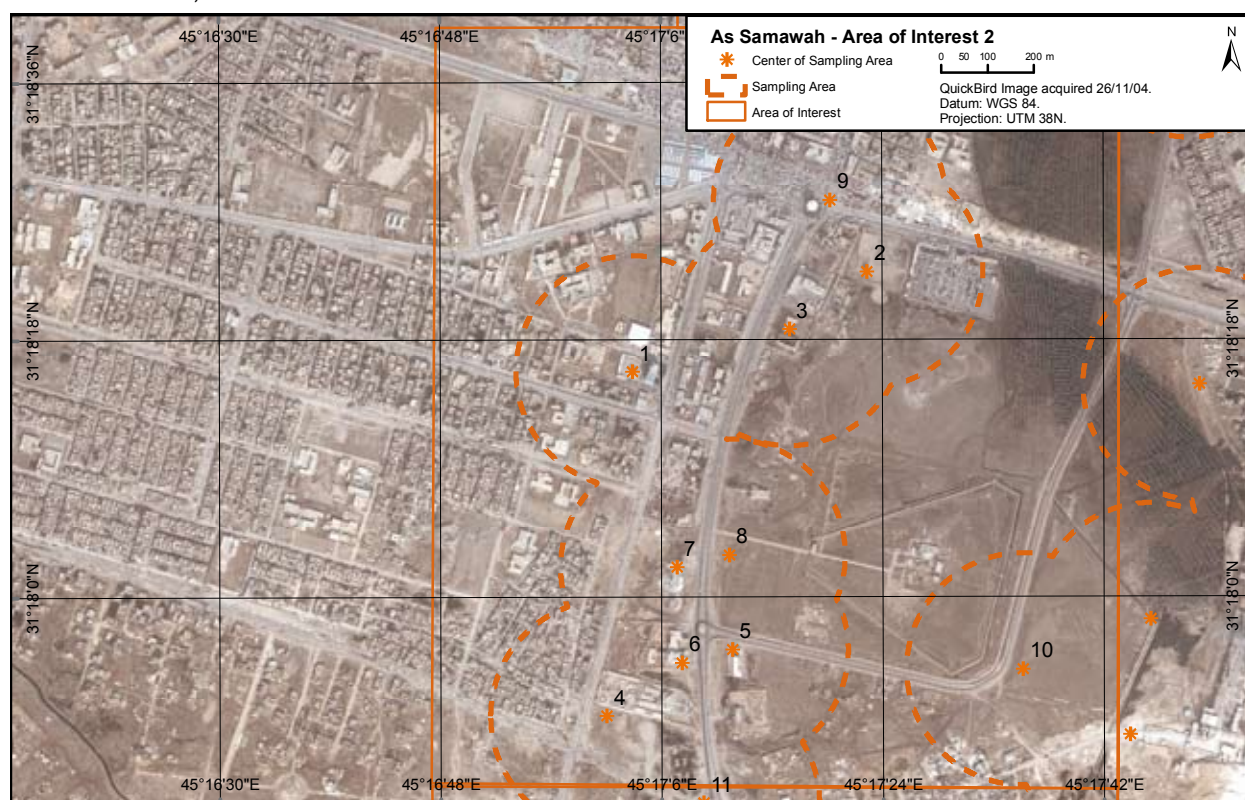 As Samawah - Area of Interest 2
Center of Sampling Area
Sampling Area
Area of Interest
0 50 100 200 m
QuickBird Image acquired 26/11/04.
Datum: WGS 84.
Projection: UTM 38N.
N
45°16'30"E 45°16'48"E 45°17'6"
31°18'36"N
9
2
3
31°18'18"N 31°18'18"N
1
8
7
31°18'0"N 31°18'0"N
5
6
10
4
45°16'30"E 45°16'48"E 45°17'6"E 45°17'24"E 45°17'42"E
11